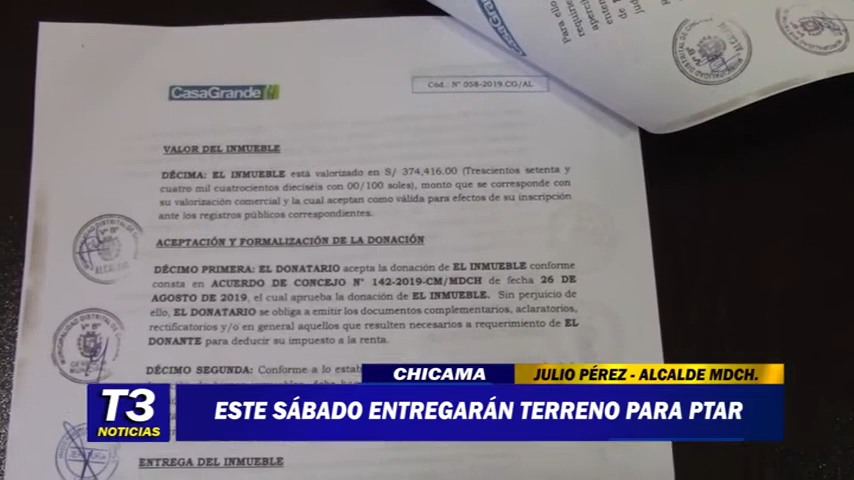 CasaGrande
Cód.: N° 058-2019.CG/AL
VALOR DEL INMUEBLE
DÉCIMA: EL INMUEBLE está valorizado en S/ 374,416.00 (Trescientos setenta y
cuatro mil cuatrocientos dieciséis con 00/100 soles), monto que se corresponde con
su valorización comercial y la cual aceptan como válida para efectos de su inscripción
ante los registros públicos correspondientes.
ACEPTACIÓN Y FORMALIZACIÓN DE LA DONACIÓN
DÉCIMO PRIMERA: EL DONATARIO acepta la donación de EL INMUEBLE conforme
consta en ACUERDO DE CONCEJO N° 142-2019-CM/MDCH de fecha 26 DE
AGOSTO DE 2019, el cual aprueba la donación de EL INMUEBLE. Sin perjuicio de
ello, EL DONATARIO se obliga a emitir los documentos complementarios, aclaratorios,
rectificatorios y/o en general aquellos que resulten necesarios a requerimiento de EL
DONANTE para deducir su impuesto a la renta.
DÉCIMO SEGUNDA: Conforme a lo
ENTREGA DEL INMUEBLE
Para ello
ALCALDIA
CHICAMA
JULIO PÉREZ - ALCALDE MDCH.
T3
NOTICIAS
ESTE SÁBADO ENTREGARÁN TERRENO PARA PTAR